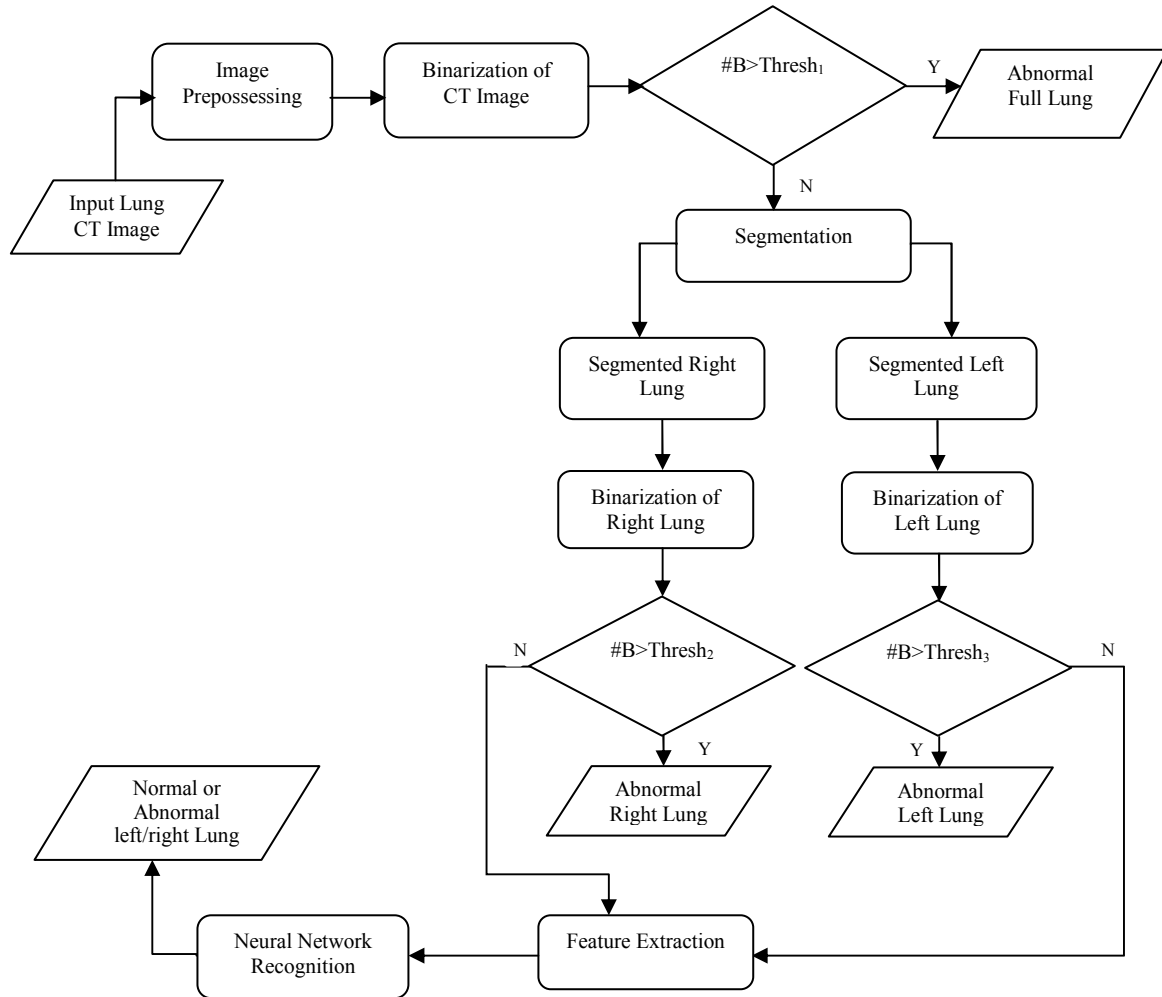 Image
Prepossessing
Binarization of
CT Image
#B>Thresh₁
Y
Abnormal
Full Lung
N
Input Lung
CT Image
Segmentation
Segmented Right
Lung
Segmented Left
Lung
Binarization of
Right Lung
Binarization of
Left Lung
N
#B>Thresh₂
#B>Thresh₃
N
Y
Y
Abnormal
Right Lung
Abnormal
Left Lung
Normal or
Abnormal
left/right Lung
Neural Network
Recognition
Feature Extraction